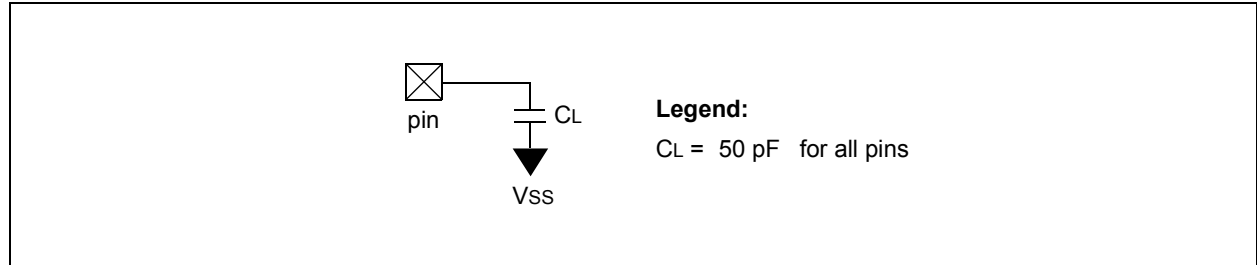 pin
CL
VSS
Legend:
CL = 50 pF for all pins